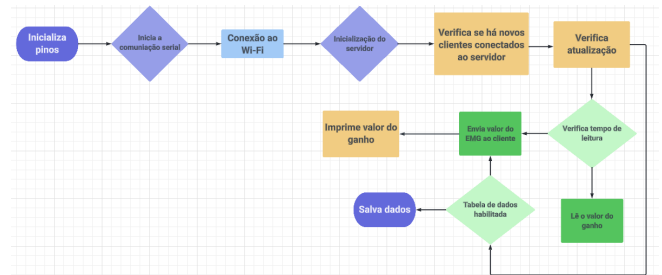 Inicializa
pinos
Inicia a
comuniação serial
Conexão ao
Wi-Fi
Inicialização do
servidor
Verifica se há novos
clientes conectados
ao servidor
Verifica
atualização
Imprime valor do
ganho
Envia valor do
EMG ao cliente
Verifica tempo de
leitura
Salva dados
Tabela de dados
habilitada
Lê o valor do
ganho